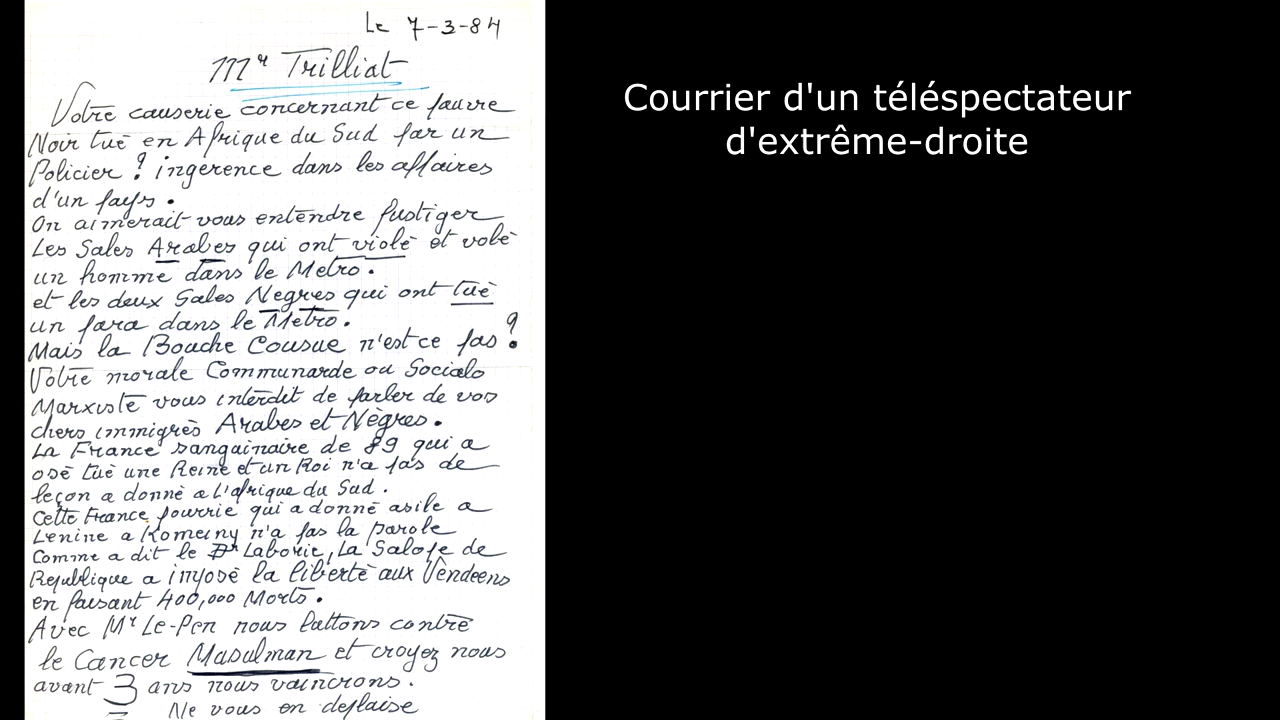 Le 7-3-84
Mr Trilliat
Votre causerie concernant ce pauvre
Noir tué en Afrique du Sud par un
Policier ? ingerence dans les affaires
d'un pays.
On aimerait vous entendre fustiger
Les Sales Arabes qui ont violé et volé
un homme dans le Metro.
et les deux Sales Negres qui ont tué
un para dans le Metro.
Mais la Bouche Cousue n'est ce pas ?
Votre morale Communarde ou Socialo
Marxiste vous interdit de parler de vos
chers immigrés Arabes et Nègres.
La France sanguinaire de 89 qui a
osé tué une Reine et un Roi n'a pas de
leçon a donné a L'afrique du Sud.
Cette France pourrie qui a donné asile a
Lenine a Komeiny n'a pas la parole
Comme a dit le Dr Laborie, La Salope de
Republique a imposé la liberté aux Vendeens
en faisant 400,000 Morts.
Avec Mr Le-Pen nous luttons contre
le Cancer Musulman et croyez nous
avant 3 ans nous vaincrons.
Ne vous en deplaise
Courrier d'un téléspectateur
d'extrême-droite